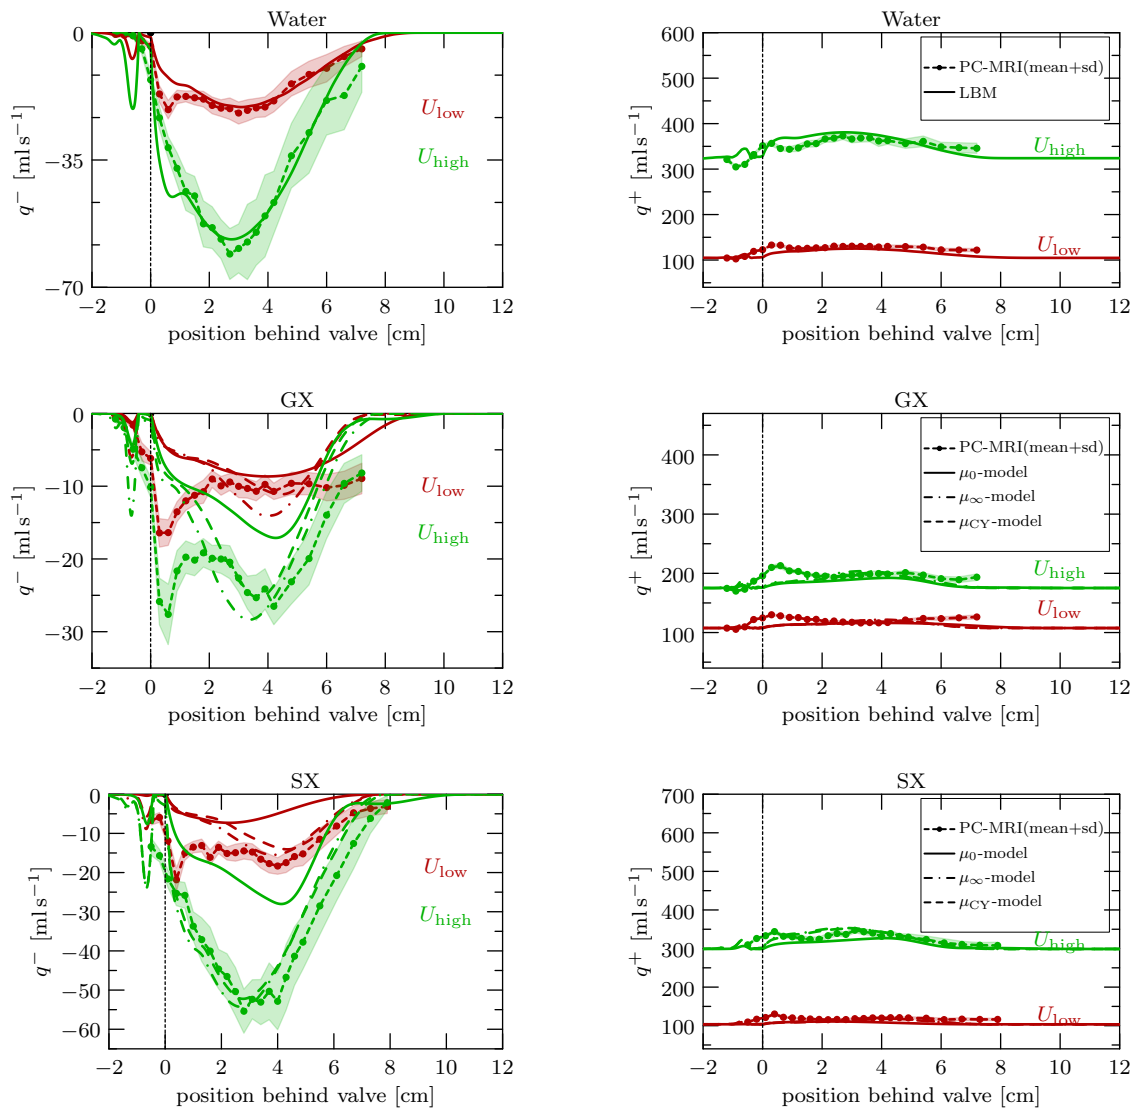 Water
0
−35
−70
q⁻ [ml s⁻¹]
U_low
U_high
−2 0 2 4 6 8 10 12
position behind valve [cm]
Water
600
500
400
300
200
100
q⁺ [ml s⁻¹]
PC-MRI(mean+sd)
LBM
U_high
U_low
−2 0 2 4 6 8 10 12
position behind valve [cm]
GX
0
−10
−20
−30
q⁻ [ml s⁻¹]
U_low
U_high
−2 0 2 4 6 8 10 12
position behind valve [cm]
GX
400
300
200
100
q⁺ [ml s⁻¹]
PC-MRI(mean+sd)
μ₀-model
μ∞-model
μ_CY-model
U_high
U_low
−2 0 2 4 6 8 10 12
position behind valve [cm]
SX
0
−10
−20
−30
−40
−50
−60
q⁻ [ml s⁻¹]
U_low
U_high
−2 0 2 4 6 8 10 12
position behind valve [cm]
SX
700
600
500
400
300
200
100
q⁺ [ml s⁻¹]
PC-MRI(mean+sd)
μ₀-model
μ∞-model
μ_CY-model
U_high
U_low
−2 0 2 4 6 8 10 12
position behind valve [cm]